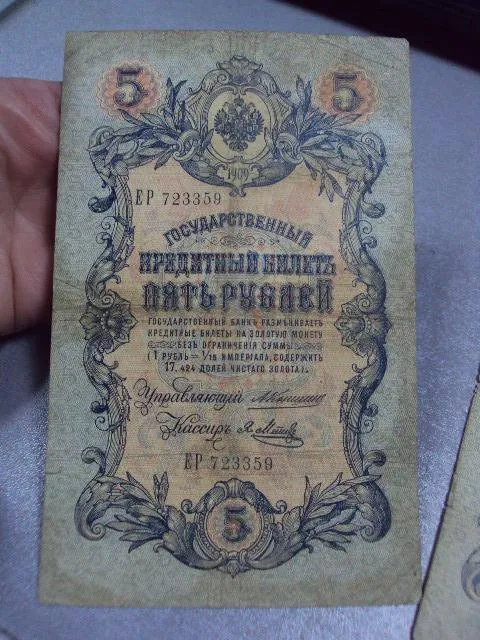 5 5
1909
ЕР 723359
ГОСУДАРСТВЕННЫЙ
КРЕДИТНЫЙ БИЛЕТЪ
ПЯТЬ РУБЛЕЙ
ГОСУДАРСТВЕННЫЙ БАНКЪ РАЗМѢНИВАЕТЪ
КРЕДИТНЫЕ БИЛЕТЫ НА ЗОЛОТУЮ МОНЕТУ
БЕЗЪ ОГРАНИЧЕНІЯ СУММЫ
(1 РУБЛЬ = 1/15 ИМПЕРІАЛА, СОДЕРЖИТЪ
17,424 ДОЛЕЙ ЧИСТАГО ЗОЛОТА).
Управляющій
Кассиръ
ЕР 723359
5